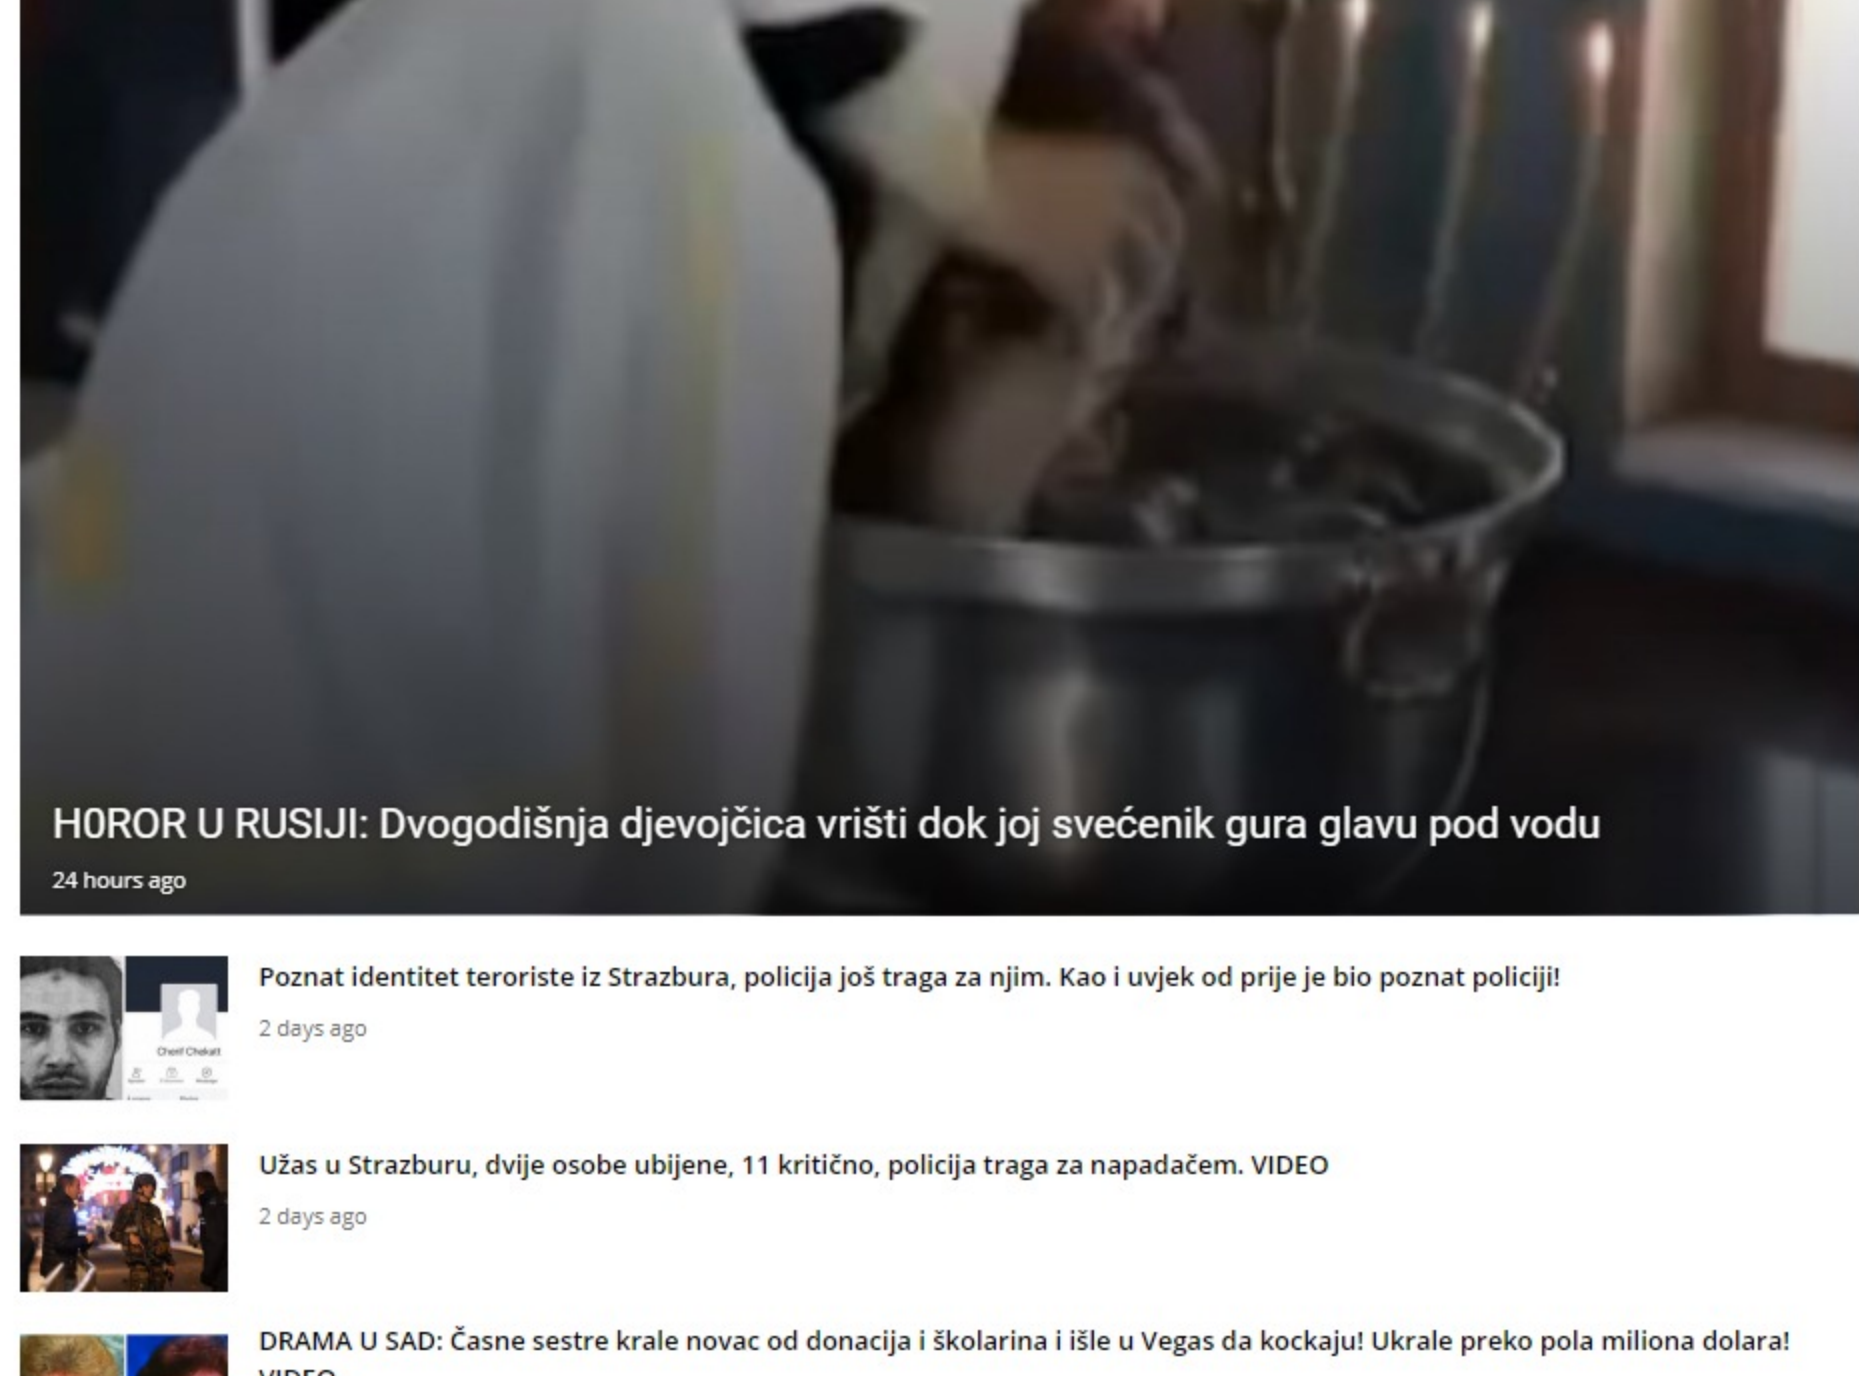 H0ROR U RUSIJI: Dvogodišnja djevojčica vrišti dok joj svećenik gura glavu pod vodu
24 hours ago
Poznat identitet teroriste iz Strazbura, policija još traga za njim. Kao i uvjek od prije je bio poznat policiji!
2 days ago
Cherif Chekatt
Užas u Strazburu, dvije osobe ubijene, 11 kritično, policija traga za napadačem. VIDEO
2 days ago
DRAMA U SAD: Časne sestre krale novac od donacija i školarina i išle u Vegas da kockaju! Ukrale preko pola miliona dolara!
VIDEO